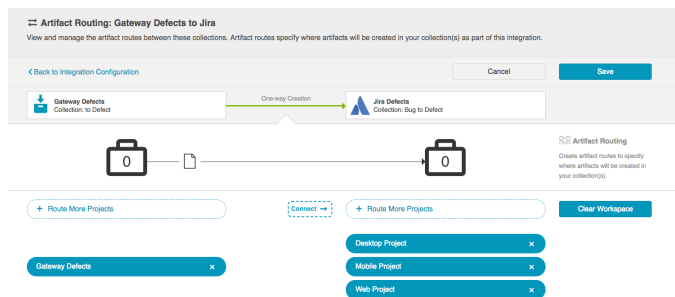 Artifact Routing: Gateway Defects to Jira
View and manage the artifact routes between these collections. Artifact routes specify where artifacts will be created in your collection(s) as part of this integration.
Back to Integration Configuration
Cancel
Save
Gateway Defects
Collection: to Defect
One-way Creation
Jira Defects
Collection: Bug to Defect
0
0
Artifact Routing
Create artifact routes to specify
where artifacts will be created in
your collection(s).
+ Route More Projects
Connect →
+ Route More Projects
Clear Workspace
Desktop Project ×
Gateway Defects ×
Mobile Project ×
Web Project ×